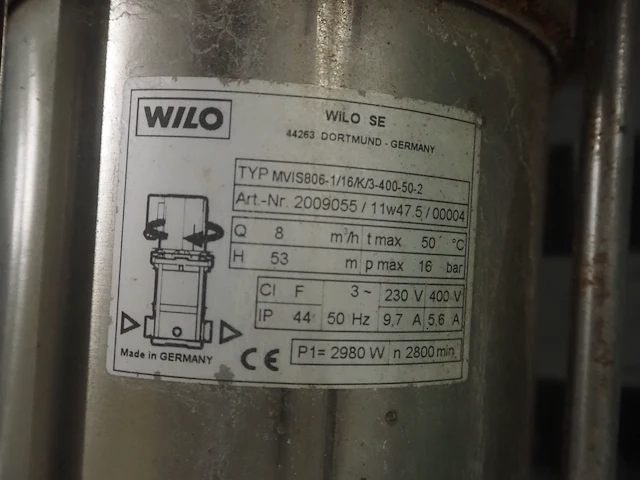 WILO
WILO SE
44263 DORTMUND - GERMANY
TYP MVIS806-1/16/K/3-400-50-2
Art.-Nr. 2009055 / 11w47.5 / 00004
Q 8 m³/h t max 50 °C
H 53 m p max 16 bar
CI F 3~ 230 V 400 V
IP 44 50 Hz 9,7 A 5,6 A
Made in GERMANY CE P1= 2980 W n 2800 min